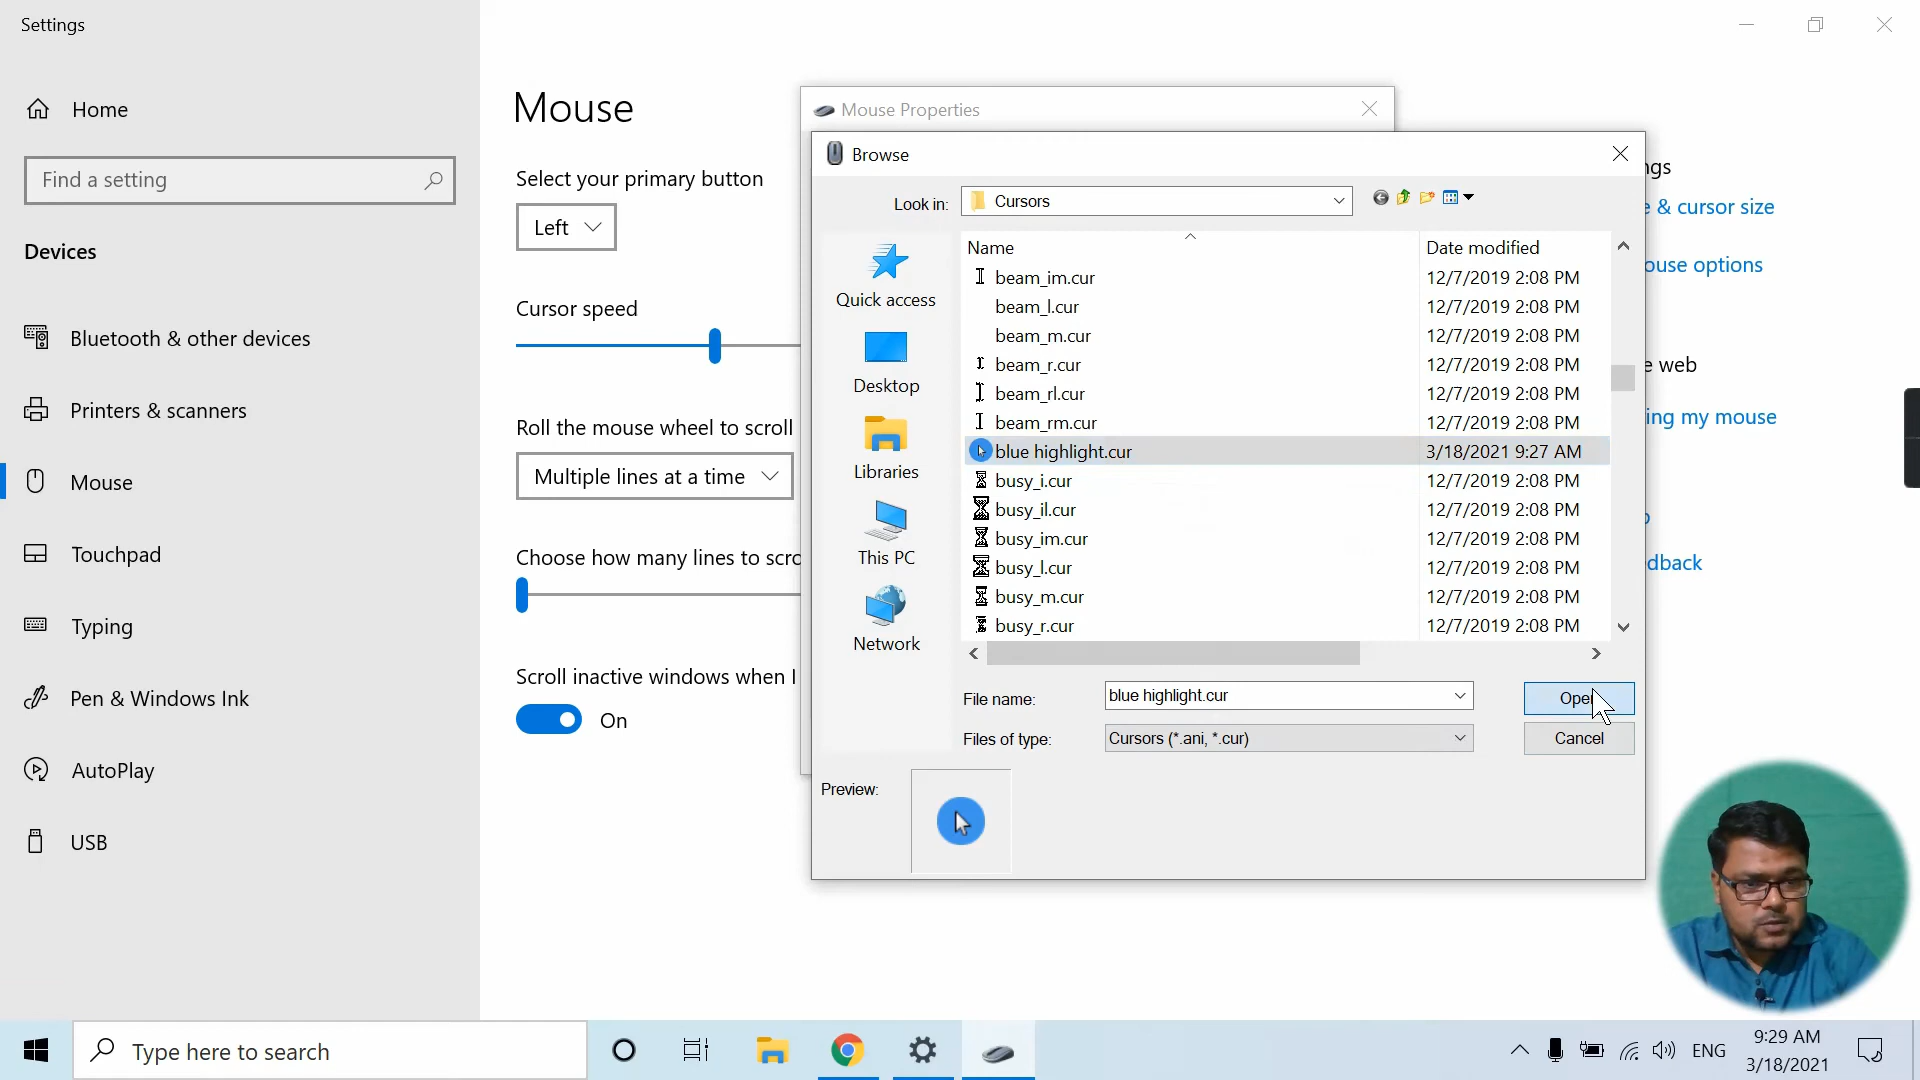 Settings
Home
Find a setting
Devices
Bluetooth & other devices
Printers & scanners
Mouse
Touchpad
Typing
Pen & Windows Ink
AutoPlay
USB
Mouse
Select your primary button
Left
Cursor speed
Roll the mouse wheel to scroll
Multiple lines at a time
Choose how many lines to scro
Scroll inactive windows when I
On
Mouse Properties
Browse
Look in:
Cursors
Quick access
Desktop
Libraries
This PC
Network
Name Date modified
beam_im.cur 12/7/2019 2:08 PM
beam_l.cur 12/7/2019 2:08 PM
beam_m.cur 12/7/2019 2:08 PM
beam_r.cur 12/7/2019 2:08 PM
beam_rl.cur 12/7/2019 2:08 PM
beam_rm.cur 12/7/2019 2:08 PM
blue highlight.cur 3/18/2021 9:27 AM
busy_i.cur 12/7/2019 2:08 PM
busy_il.cur 12/7/2019 2:08 PM
busy_im.cur 12/7/2019 2:08 PM
busy_l.cur 12/7/2019 2:08 PM
busy_m.cur 12/7/2019 2:08 PM
busy_r.cur 12/7/2019 2:08 PM
File name: blue highlight.cur
Open
Files of type: Cursors (*.ani, *.cur)
Cancel
Preview:
ngs
e & cursor size
ouse options
e web
ing my mouse
dback
Type here to search
ENG
9:29 AM
3/18/2021